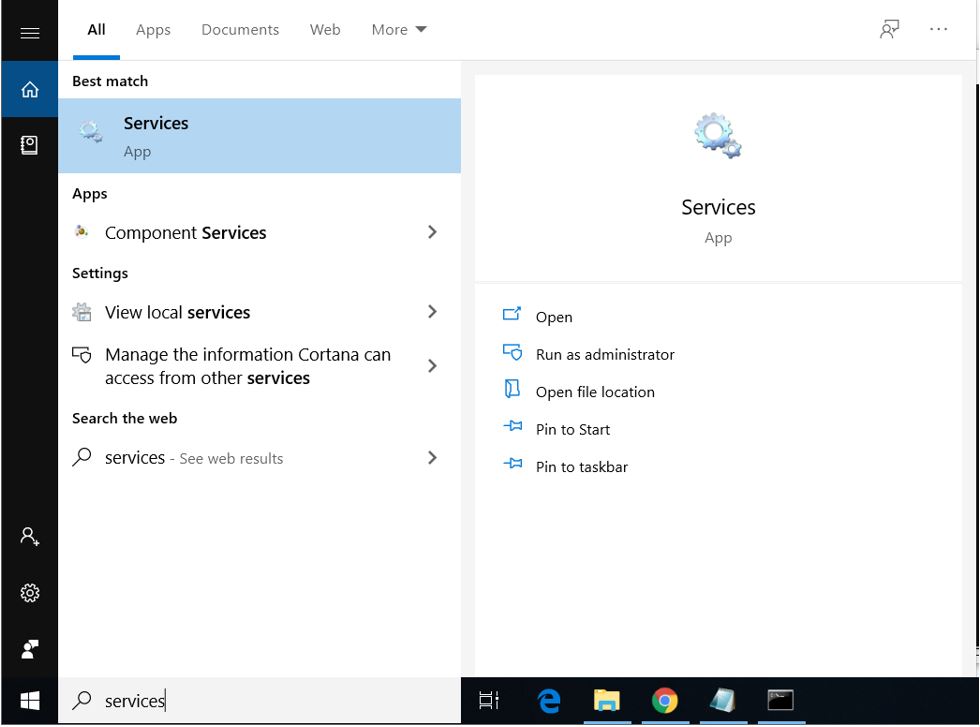 All Apps Documents Web More
Best match
Services
App
Apps
Component Services
Settings
View local services
Manage the information Cortana can
access from other services
Search the web
services - See web results
Services
App
Open
Run as administrator
Open file location
Pin to Start
Pin to taskbar
services